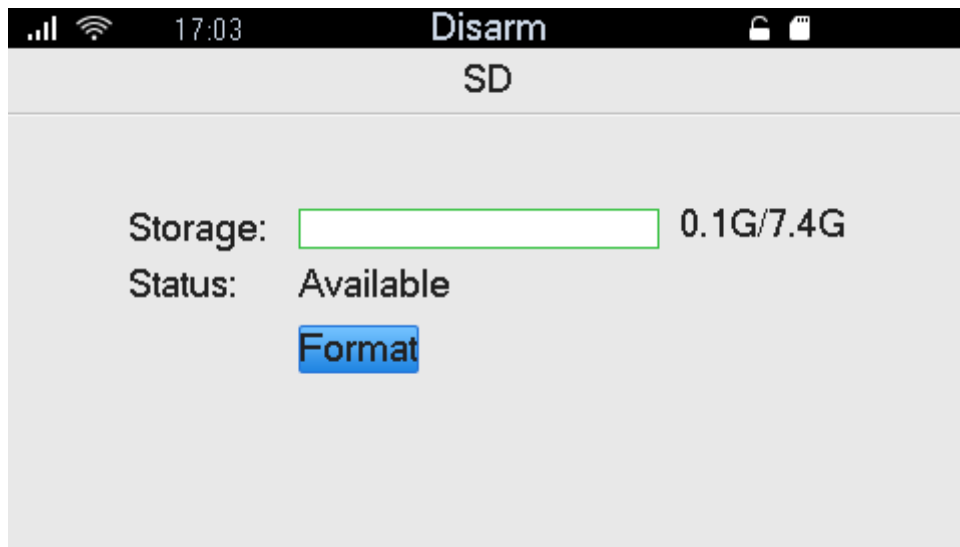 17:03 Disarm
SD
Storage: 0.1G/7.4G
Status: Available
Format